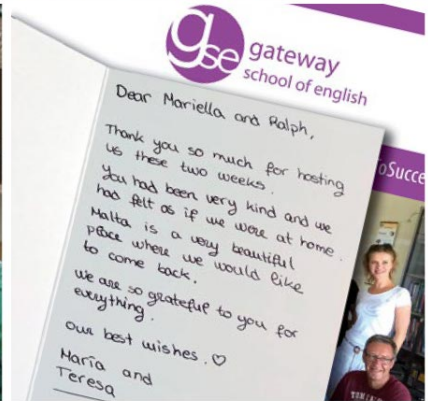 gse
gateway
school of english
Dear Mariella and Ralph,
Thank you so much for hosting
us these two weeks.
You had been very kind and we
had felt as if we were at home.
Malta is a very beautiful
place where we would like
to come back.
We are so grateful to you for
everything.
Our best wishes. ♡
María and
Teresa
oSucce